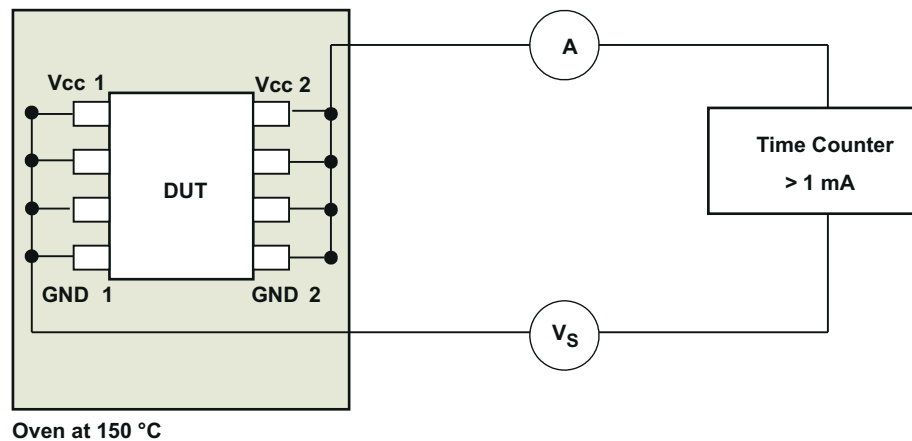 A
Vcc 1
Vcc 2
Time Counter
> 1 mA
DUT
GND 1
GND 2
VS
Oven at 150 °C